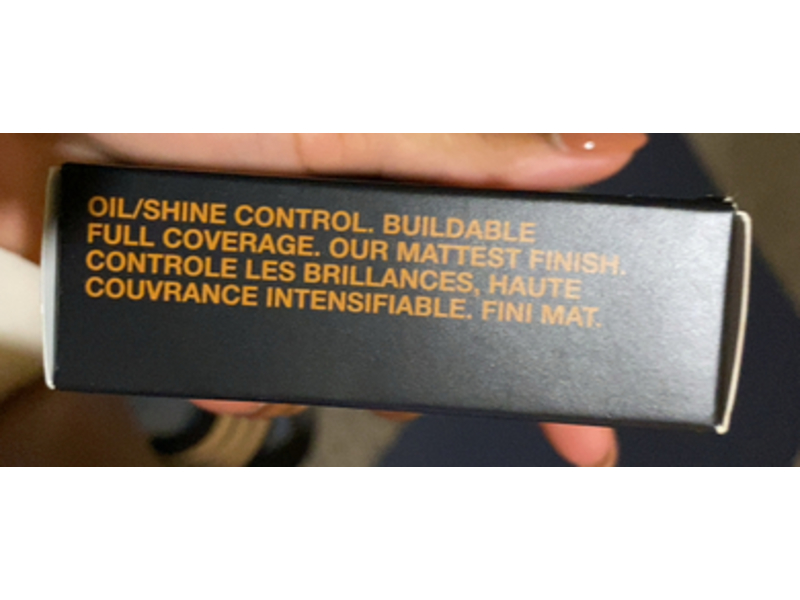 OIL/SHINE CONTROL. BUILDABLE
FULL COVERAGE. OUR MATTEST FINISH.
CONTROLE LES BRILLANCES, HAUTE
COUVRANCE INTENSIFIABLE. FINI MAT.